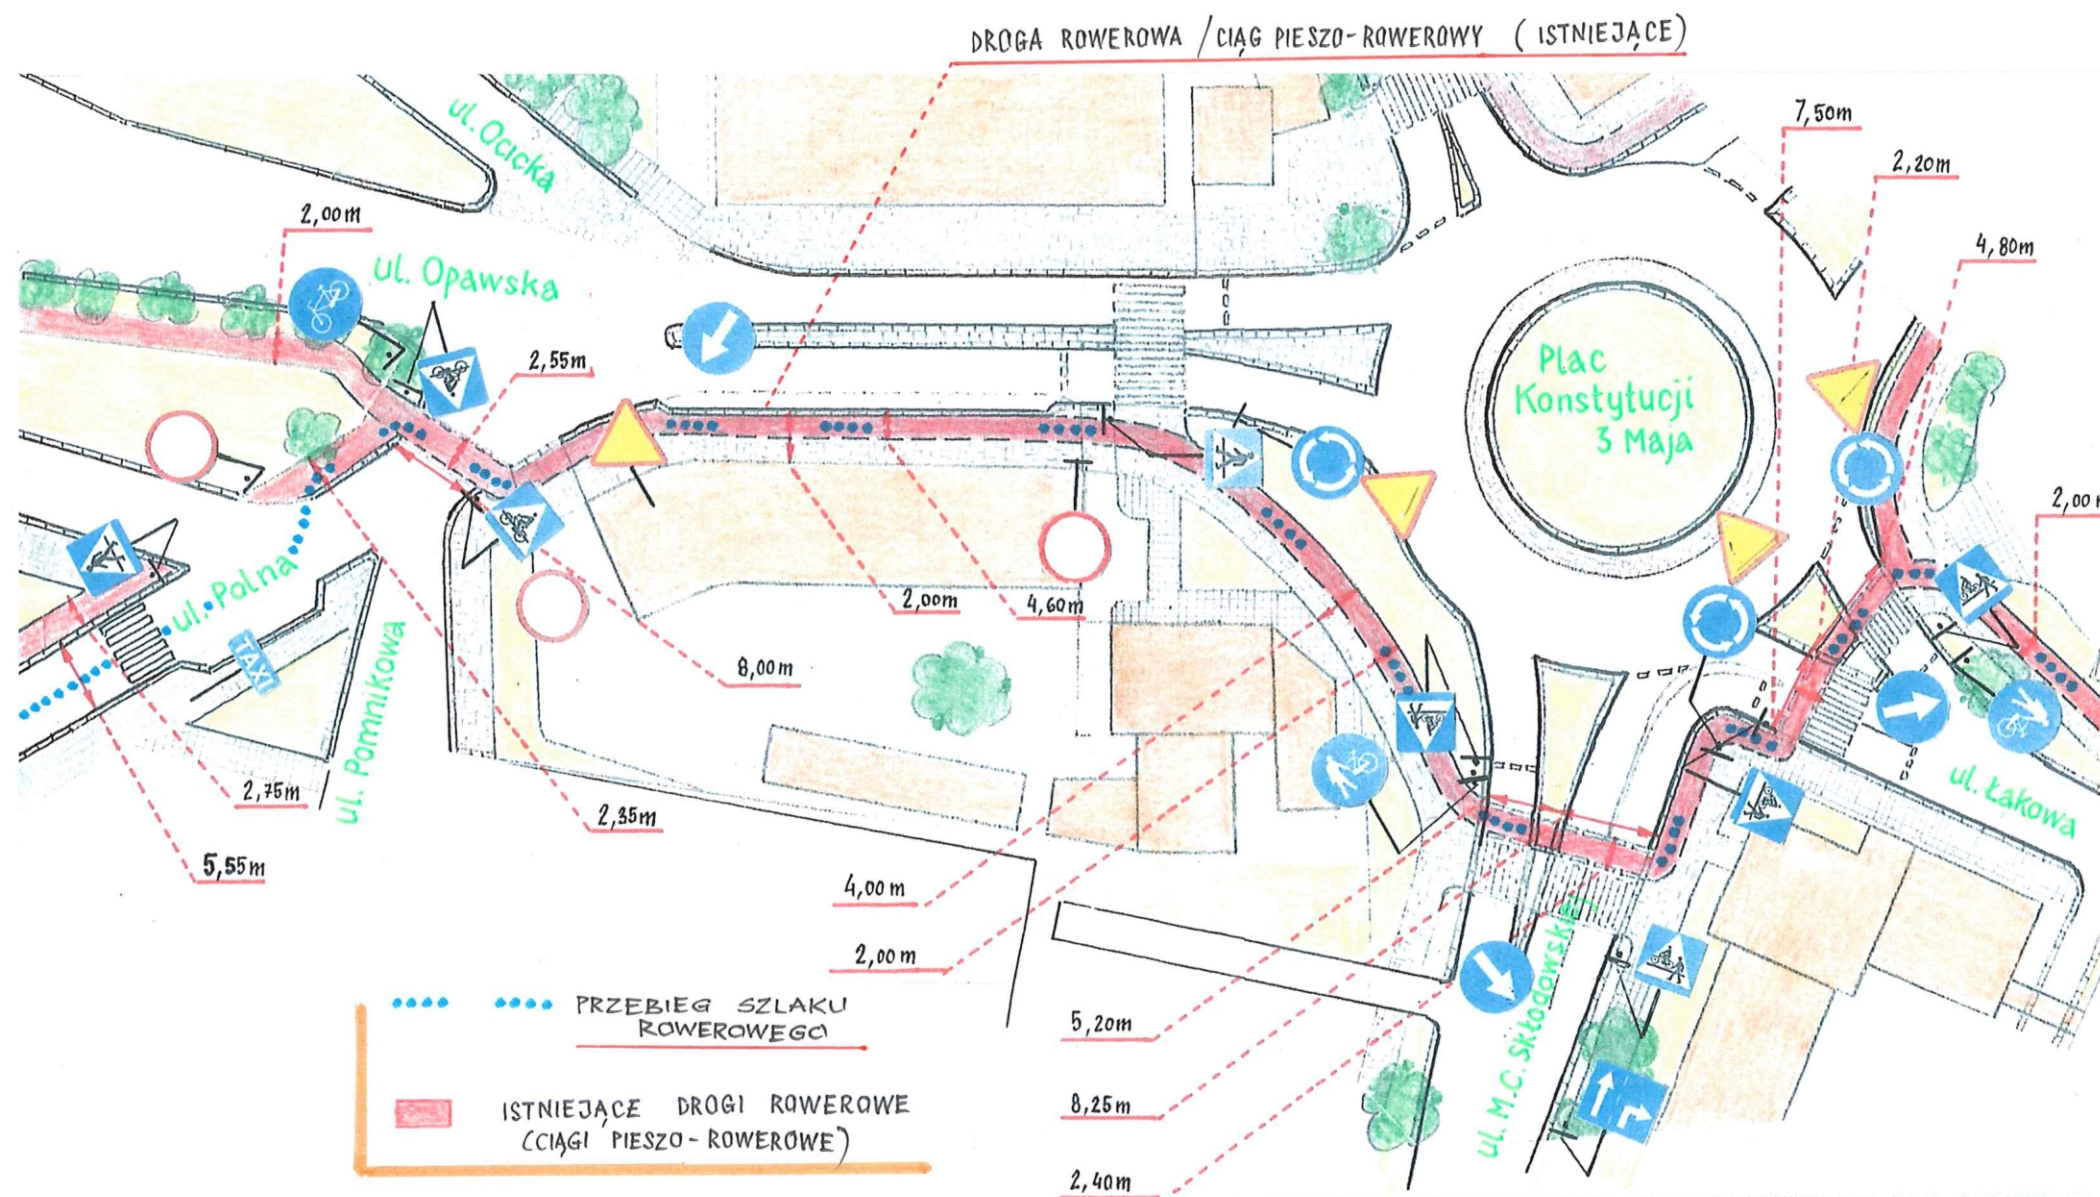 DROGA ROWEROWA / CIĄG PIESZO-ROWEROWY (ISTNIEJĄCE)
7,50m
ul. Ocicka
2,20m
2,00m
4,80m
ul. Opawska
2,55m
Plac
Konstytucji
3 Maja
2,00
ul. Polna
2,00m
4,60m
TAXI
8,00m
ul. Pomnikowa
2,75m
2,35m
ul. Łąkowa
5,55m
4,00m
2,00m
ul. M.C. Skłodowskiej
PRZEBIEG SZLAKU
ROWEROWEGO
5,20m
ISTNIEJĄCE DROGI ROWEROWE
(CIĄGI PIESZO-ROWEROWE)
8,25m
2,40m